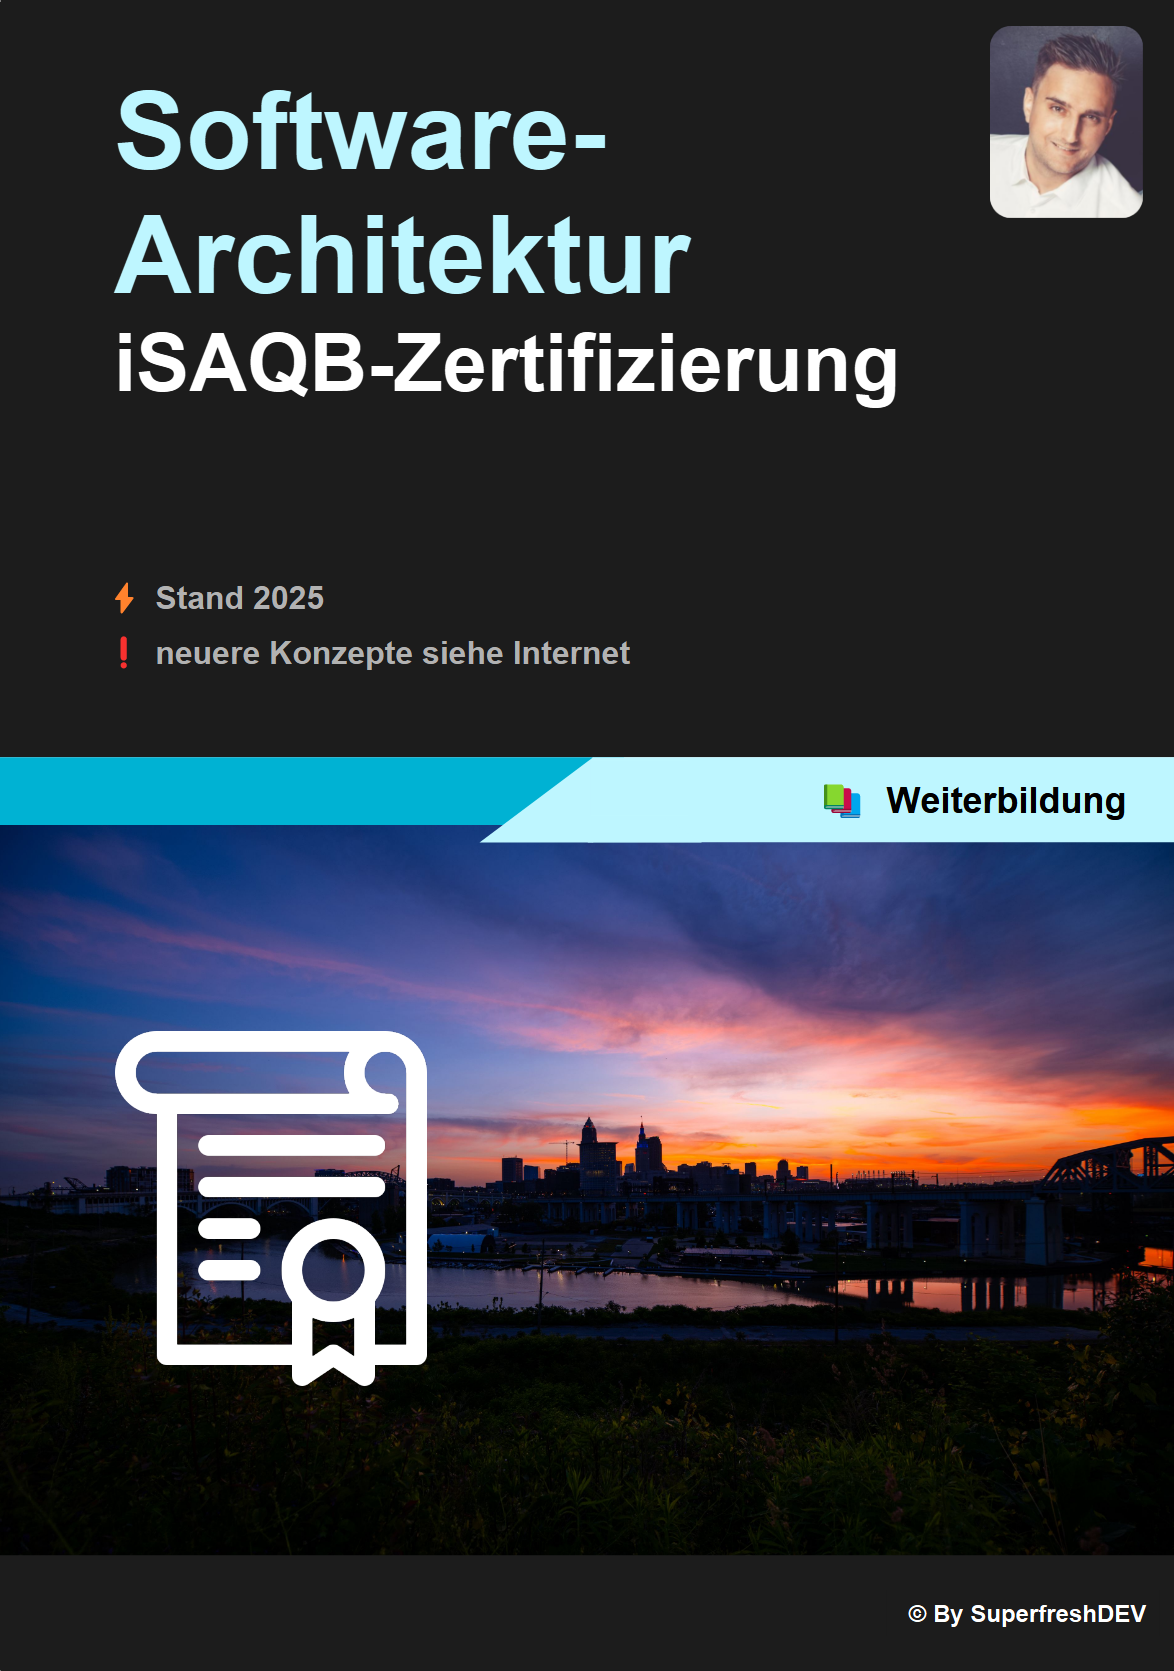 Software-
Architektur
iSAQB-Zertifizierung
Stand 2025
neuere Konzepte siehe Internet
Weiterbildung
© By SuperfreshDEV